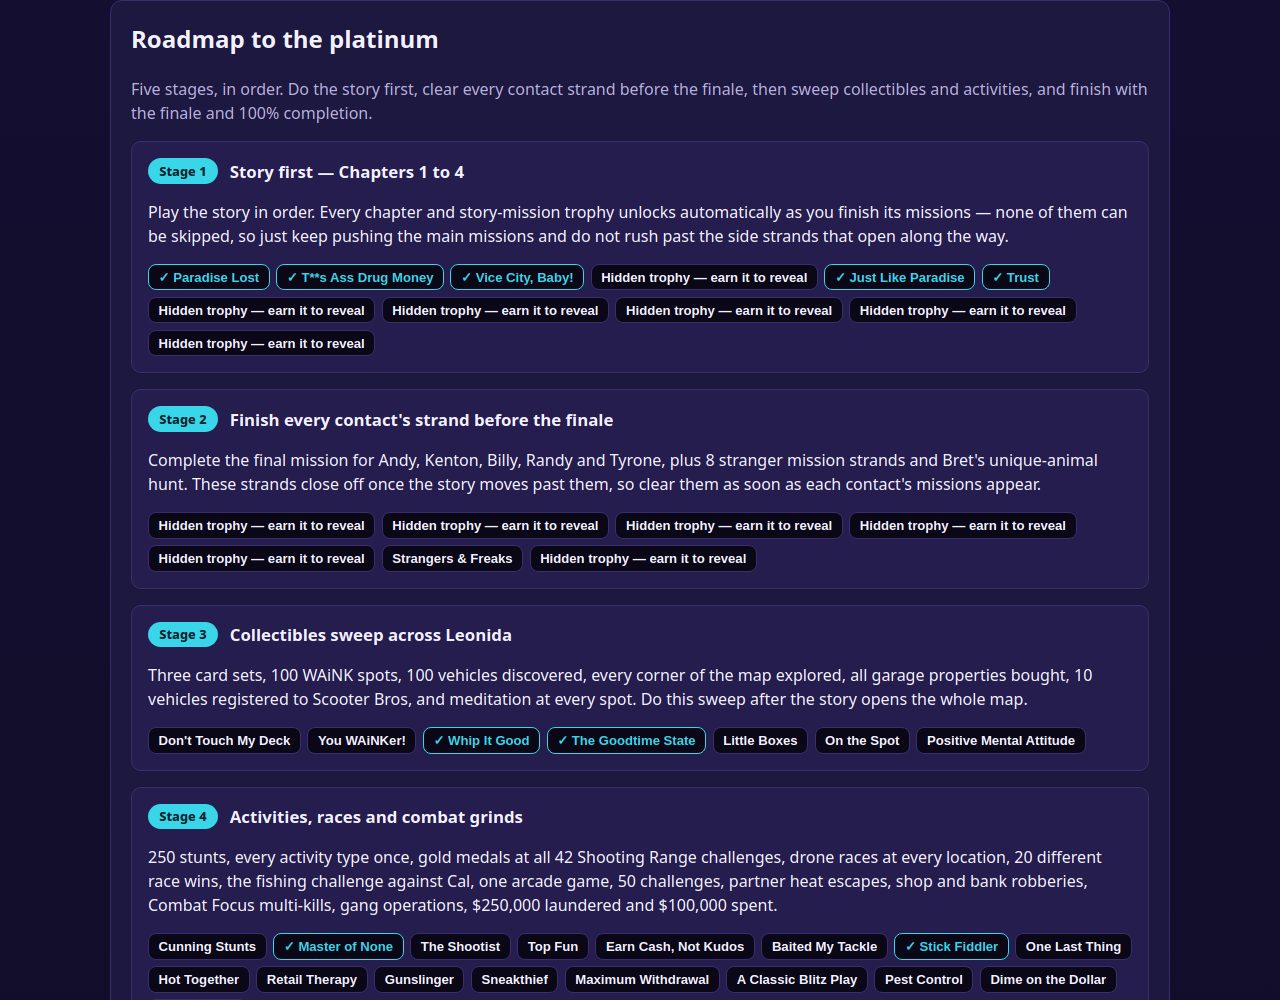 Roadmap to the platinum
Five stages, in order. Do the story first, clear every contact strand before the finale, then sweep collectibles and activities, and finish with
the finale and 100% completion.
Stage 1 Story first — Chapters 1 to 4
Play the story in order. Every chapter and story-mission trophy unlocks automatically as you finish its missions — none of them can
be skipped, so just keep pushing the main missions and do not rush past the side strands that open along the way.
✓ Paradise Lost ✓ T**s Ass Drug Money ✓ Vice City, Baby! Hidden trophy — earn it to reveal ✓ Just Like Paradise ✓ Trust
Hidden trophy — earn it to reveal Hidden trophy — earn it to reveal Hidden trophy — earn it to reveal Hidden trophy — earn it to reveal
Hidden trophy — earn it to reveal
Stage 2 Finish every contact's strand before the finale
Complete the final mission for Andy, Kenton, Billy, Randy and Tyrone, plus 8 stranger mission strands and Bret's unique-animal
hunt. These strands close off once the story moves past them, so clear them as soon as each contact's missions appear.
Hidden trophy — earn it to reveal Hidden trophy — earn it to reveal Hidden trophy — earn it to reveal Hidden trophy — earn it to reveal
Hidden trophy — earn it to reveal Strangers & Freaks Hidden trophy — earn it to reveal
Stage 3 Collectibles sweep across Leonida
Three card sets, 100 WAiNK spots, 100 vehicles discovered, every corner of the map explored, all garage properties bought, 10
vehicles registered to Scooter Bros, and meditation at every spot. Do this sweep after the story opens the whole map.
Don't Touch My Deck You WAiNKer! ✓ Whip It Good ✓ The Goodtime State Little Boxes On the Spot Positive Mental Attitude
Stage 4 Activities, races and combat grinds
250 stunts, every activity type once, gold medals at all 42 Shooting Range challenges, drone races at every location, 20 different
race wins, the fishing challenge against Cal, one arcade game, 50 challenges, partner heat escapes, shop and bank robberies,
Combat Focus multi-kills, gang operations, $250,000 laundered and $100,000 spent.
Cunning Stunts ✓ Master of None The Shootist Top Fun Earn Cash, Not Kudos Baited My Tackle ✓ Stick Fiddler One Last Thing
Hot Together Retail Therapy Gunslinger Sneakthief Maximum Withdrawal A Classic Blitz Play Pest Control Dime on the Dollar